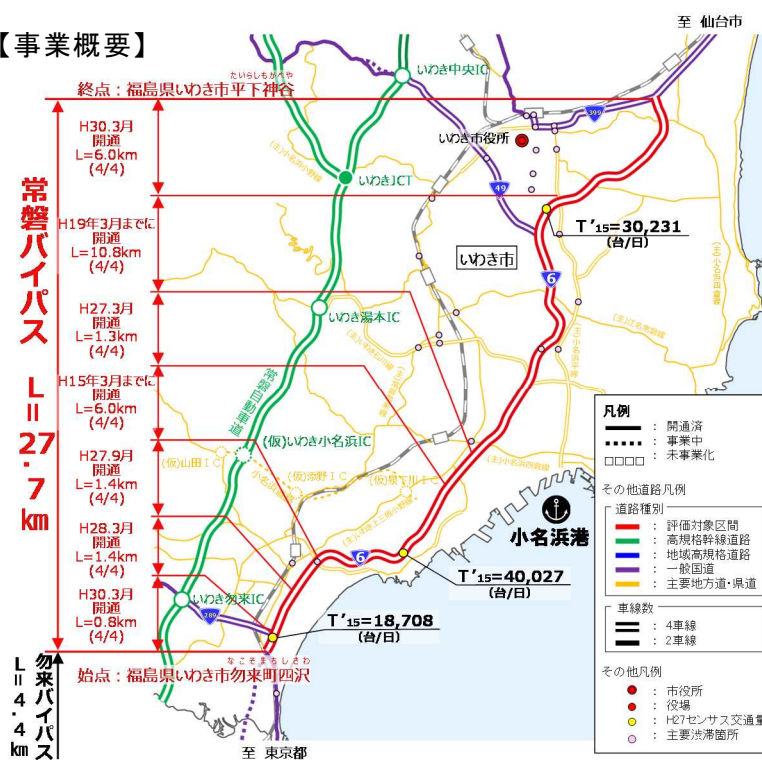 【事業概要】
至 仙台市
たいらしもかべや
終点：福島県いわき市平下神谷
いわき中央IC
399
いわき市役所
H30.3月
開通
L=6.0km
(4/4)
(主)小名浜小野線
いわきJCT
49
T'15=30,231
(台/日)
H19年3月までに
開通
L=10.8km
(4/4)
いわき市
6
常磐バイパス L=27.7km
H27.3月
開通
L=1.3km
(4/4)
いわき湯本IC
H15年3月までに
開通
L=6.0km
(4/4)
常磐自動車道
(仮)いわき小名浜IC
(仮)山田IC
(仮)添野IC
H27.9月
開通
L=1.4km
(4/4)
小名浜港
H28.3月
開通
L=1.4km
(4/4)
6
T'15=40,027
(台/日)
H30.3月
開通
L=0.8km
(4/4)
いわき勿来IC
289
T'15=18,708
(台/日)
なこそまちしざわ
始点：福島県いわき市勿来町四沢
勿来バイパス
L=4.4km
至 東京都
凡例
：開通済
：事業中
：未事業化
その他道路凡例
道路種別
：評価対象区間
：高規格幹線道路
：地域高規格道路
：一般国道
：主要地方道・県道
車線数
：4車線
：2車線
その他凡例
：市役所
：役場
：H27センサス交通量
：主要渋滞箇所